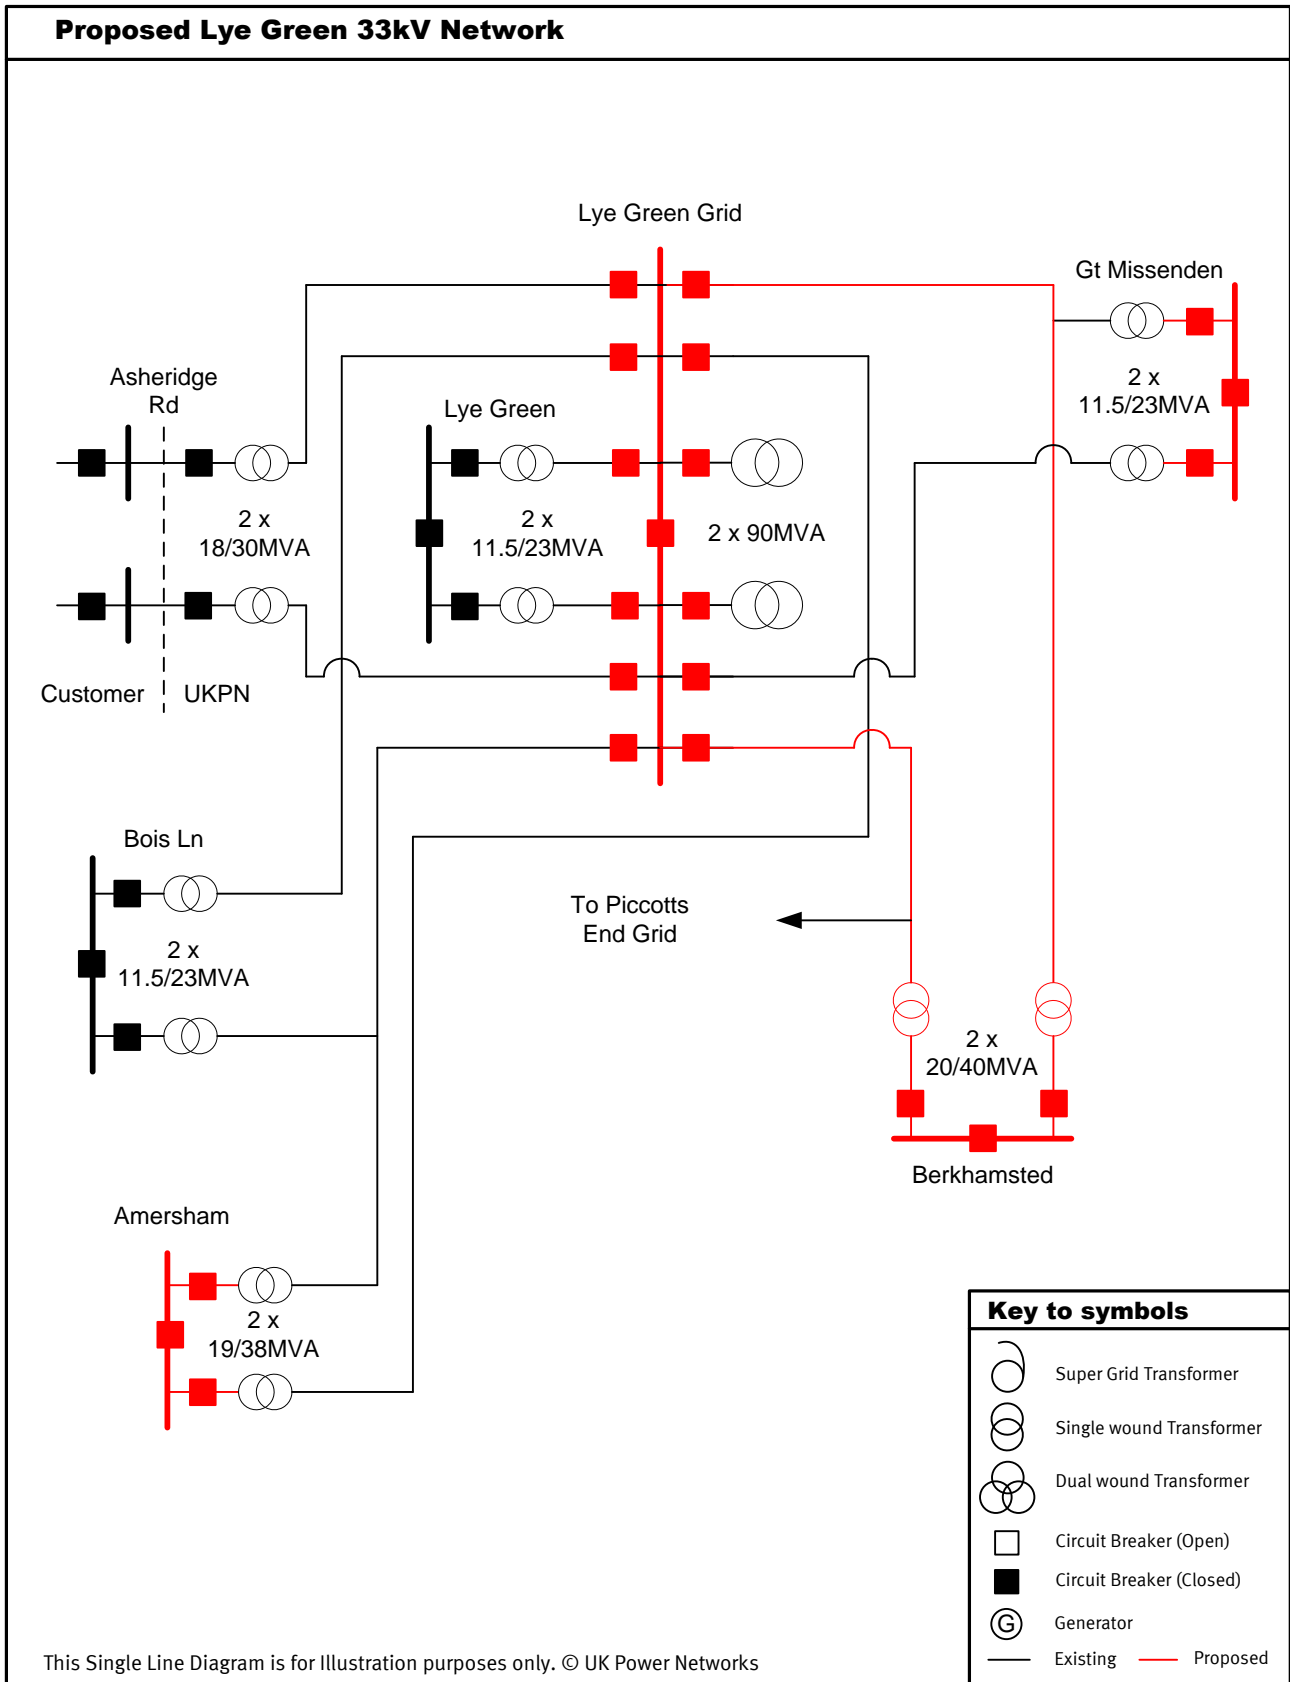 Proposed Lye Green 33kV Network
Lye Green Grid
Gt Missenden
Asheridge
Rd
2 x
11.5/23MVA
Lye Green
2 x
18/30MVA
2 x
11.5/23MVA
2 x 90MVA
Customer
UKPN
Bois Ln
2 x
11.5/23MVA
To Piccotts
End Grid
2 x
20/40MVA
Berkhamsted
Amersham
2 x
19/38MVA
Key to symbols
Super Grid Transformer
Single wound Transformer
Dual wound Transformer
Circuit Breaker (Open)
Circuit Breaker (Closed)
G
Generator
Existing
Proposed
This Single Line Diagram is for Illustration purposes only. © UK Power Networks